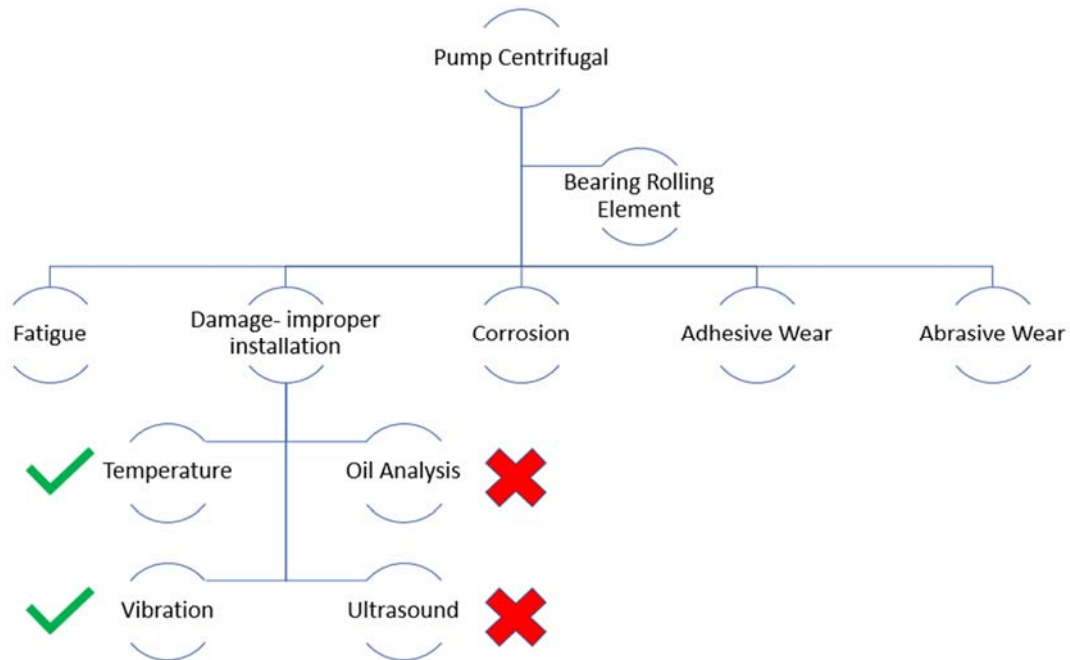 Pump Centrifugal
Bearing Rolling
Element
Fatigue
Damage- improper
installation
Corrosion
Adhesive Wear
Abrasive Wear
Temperature
Oil Analysis
Vibration
Ultrasound